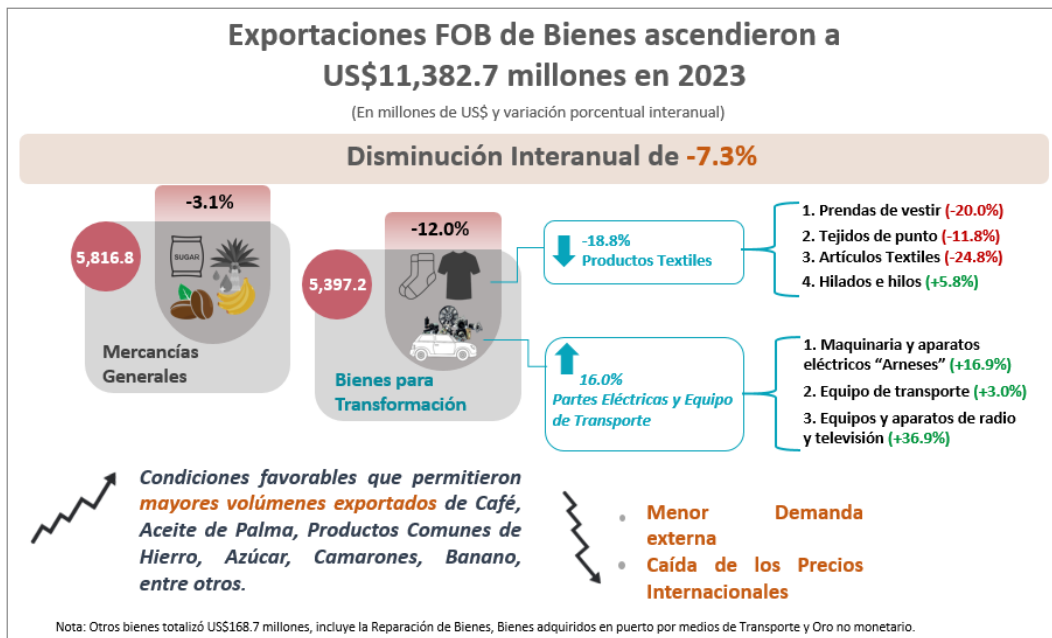 Exportaciones FOB de Bienes ascendieron a
US$11,382.7 millones en 2023
(En millones de US$ y variación porcentual interanual)
Disminución Interanual de -7.3%
-3.1%
5,816.8
SUGAR
Mercancías
Generales
-12.0%
5,397.2
Bienes para
Transformación
-18.8%
Productos Textiles
1. Prendas de vestir (-20.0%)
2. Tejidos de punto (-11.8%)
3. Artículos Textiles (-24.8%)
4. Hilados e hilos (+5.8%)
16.0%
Partes Eléctricas y Equipo
de Transporte
1. Maquinaria y aparatos
eléctricos “Arneses” (+16.9%)
2. Equipo de transporte (+3.0%)
3. Equipos y aparatos de radio
y televisión (+36.9%)
Condiciones favorables que permitieron
mayores volúmenes exportados de Café,
Aceite de Palma, Productos Comunes de
Hierro, Azúcar, Camarones, Banano,
entre otros.
• Menor Demanda
externa
• Caída de los Precios
Internacionales
Nota: Otros bienes totalizó US$168.7 millones, incluye la Reparación de Bienes, Bienes adquiridos en puerto por medios de Transporte y Oro no monetario.